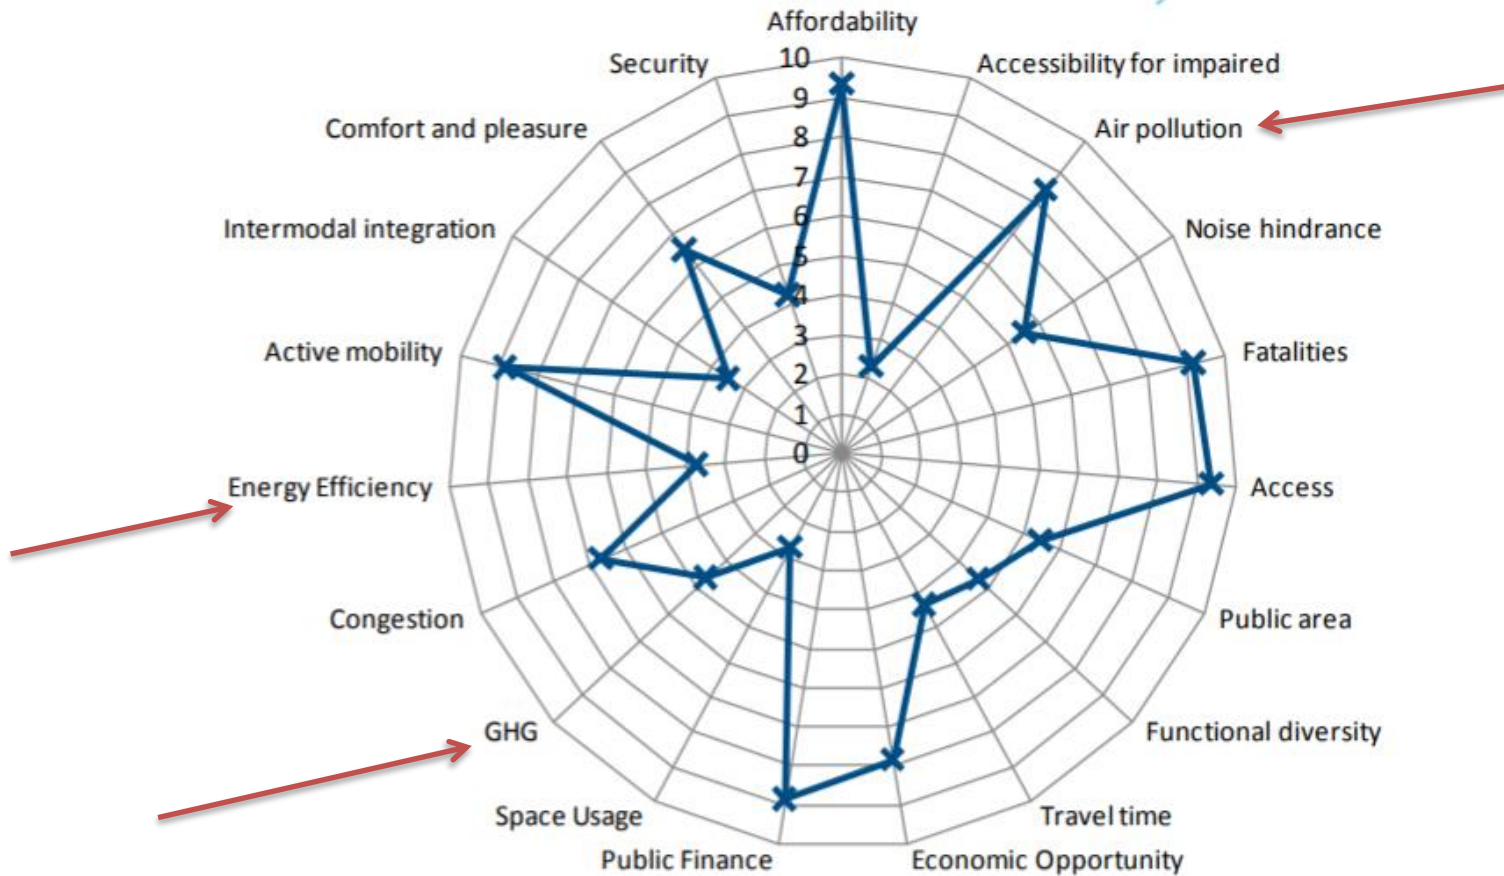 Affordability
Accessibility for impaired
Air pollution
Noise hindrance
Fatalities
Access
Public area
Functional diversity
Travel time
Economic Opportunity
Public Finance
Space Usage
GHG
Congestion
Energy Efficiency
Active mobility
Intermodal integration
Comfort and pleasure
Security
10
9
8
7
6
5
4
3
2
1
0